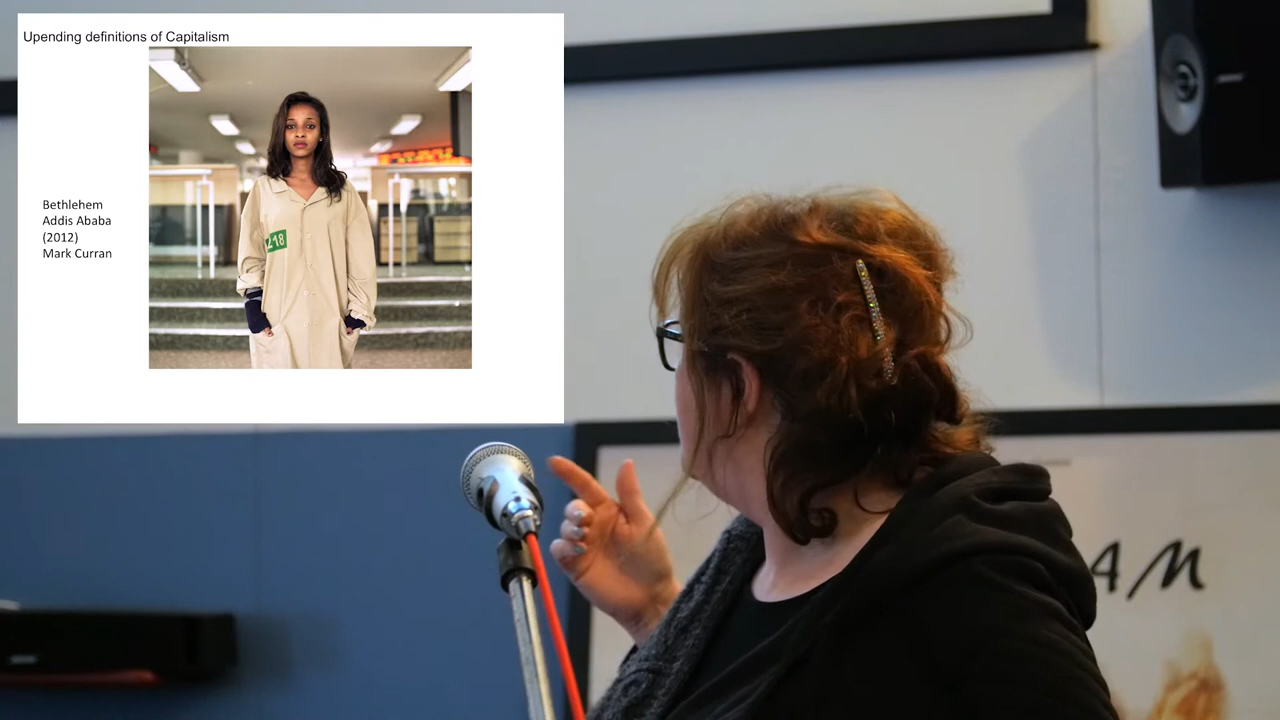 Upending definitions of Capitalism
Bethlehem
Addis Ababa
(2012)
Mark Curran
218
AM